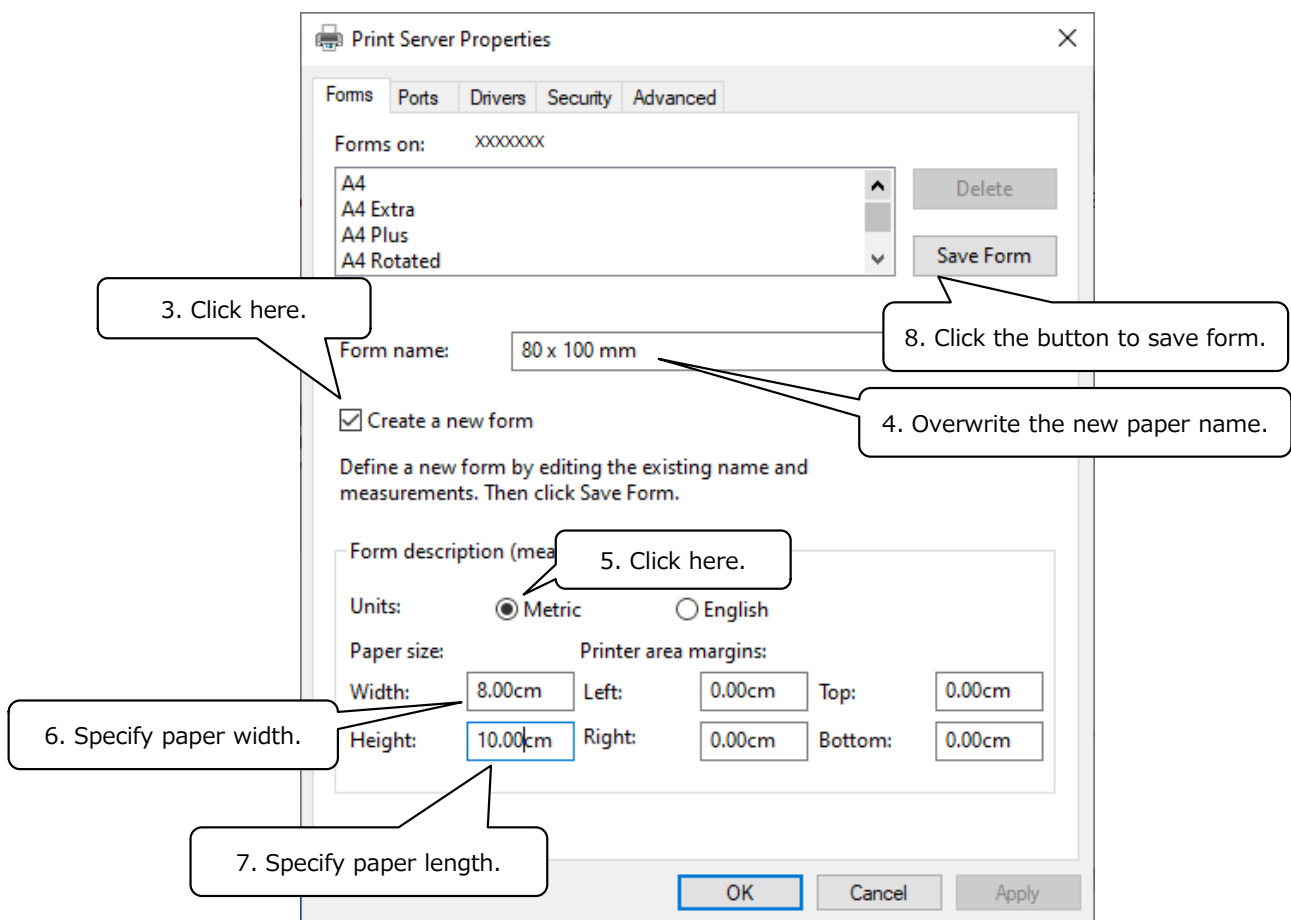 Print Server Properties
Forms Ports Drivers Security Advanced
Forms on: XXXXXXX
A4
A4 Extra
A4 Plus
A4 Rotated
Delete
Save Form
3. Click here.
8. Click the button to save form.
Form name: 80 x 100 mm
4. Overwrite the new paper name.
Create a new form
Define a new form by editing the existing name and
measurements. Then click Save Form.
Form description (mea
5. Click here.
Units: Metric English
Paper size: Printer area margins:
Width: 8.00cm Left: 0.00cm Top: 0.00cm
6. Specify paper width.
Height: 10.00cm Right: 0.00cm Bottom: 0.00cm
7. Specify paper length.
OK Cancel Apply